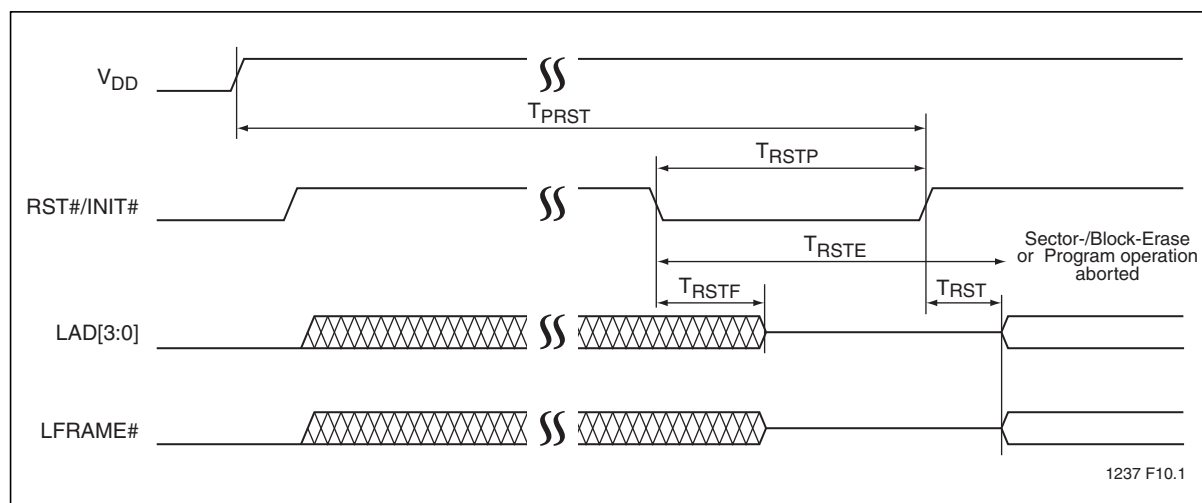 VDD
TPRST
TRSTP
RST#/INIT#
TRSTE
Sector-/Block-Erase
or Program operation
aborted
TRSTF
TRST
LAD[3:0]
LFRAME#
1237 F10.1